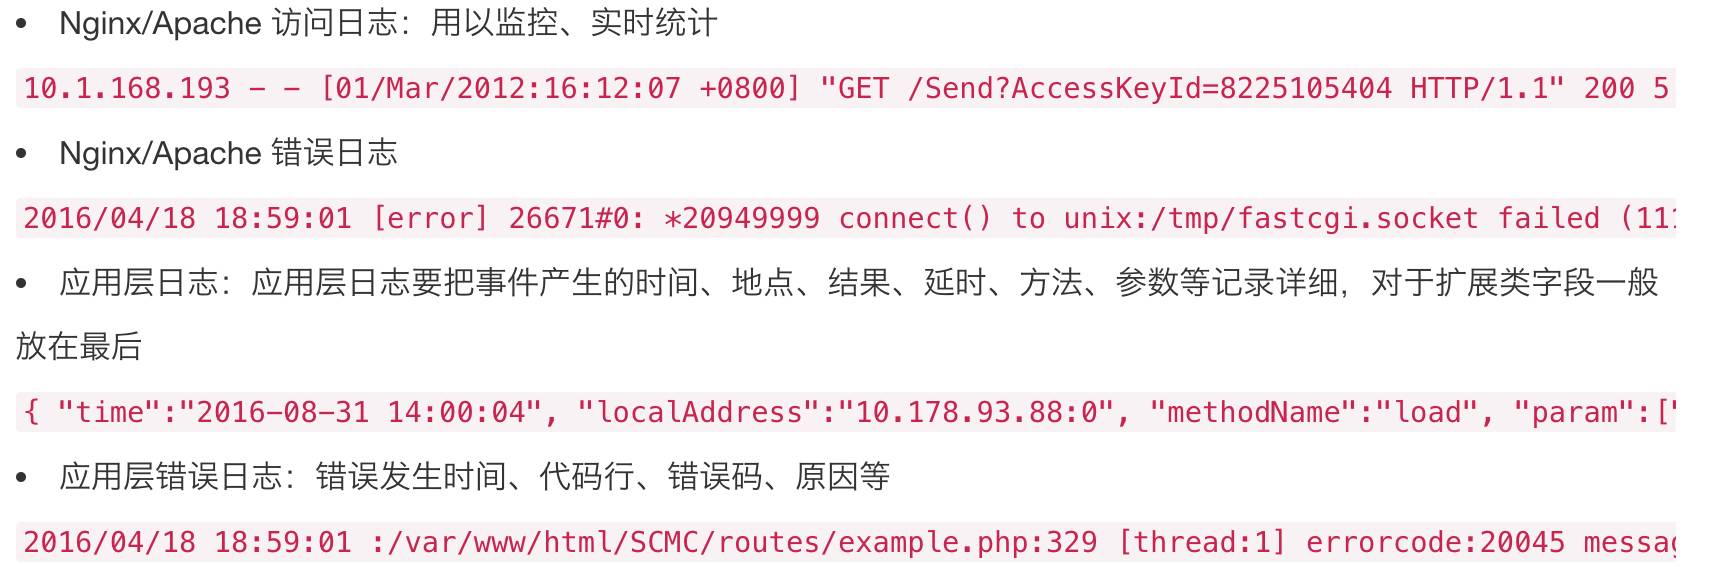 • Nginx/Apache 访问日志：用以监控、实时统计
10.1.168.193 - - [01/Mar/2012:16:12:07 +0800] "GET /Send?AccessKeyId=8225105404 HTTP/1.1" 200 5
• Nginx/Apache 错误日志
2016/04/18 18:59:01 [error] 26671#0: *20949999 connect() to unix:/tmp/fastcgi.socket failed (111
• 应用层日志：应用层日志要把事件产生的时间、地点、结果、延时、方法、参数等记录详细，对于扩展类字段一般
放在最后
{ "time":"2016-08-31 14:00:04", "localAddress":"10.178.93.88:0", "methodName":"load", "param":["
• 应用层错误日志：错误发生时间、代码行、错误码、原因等
2016/04/18 18:59:01 :/var/www/html/SCMC/routes/example.php:329 [thread:1] errorcode:20045 messag